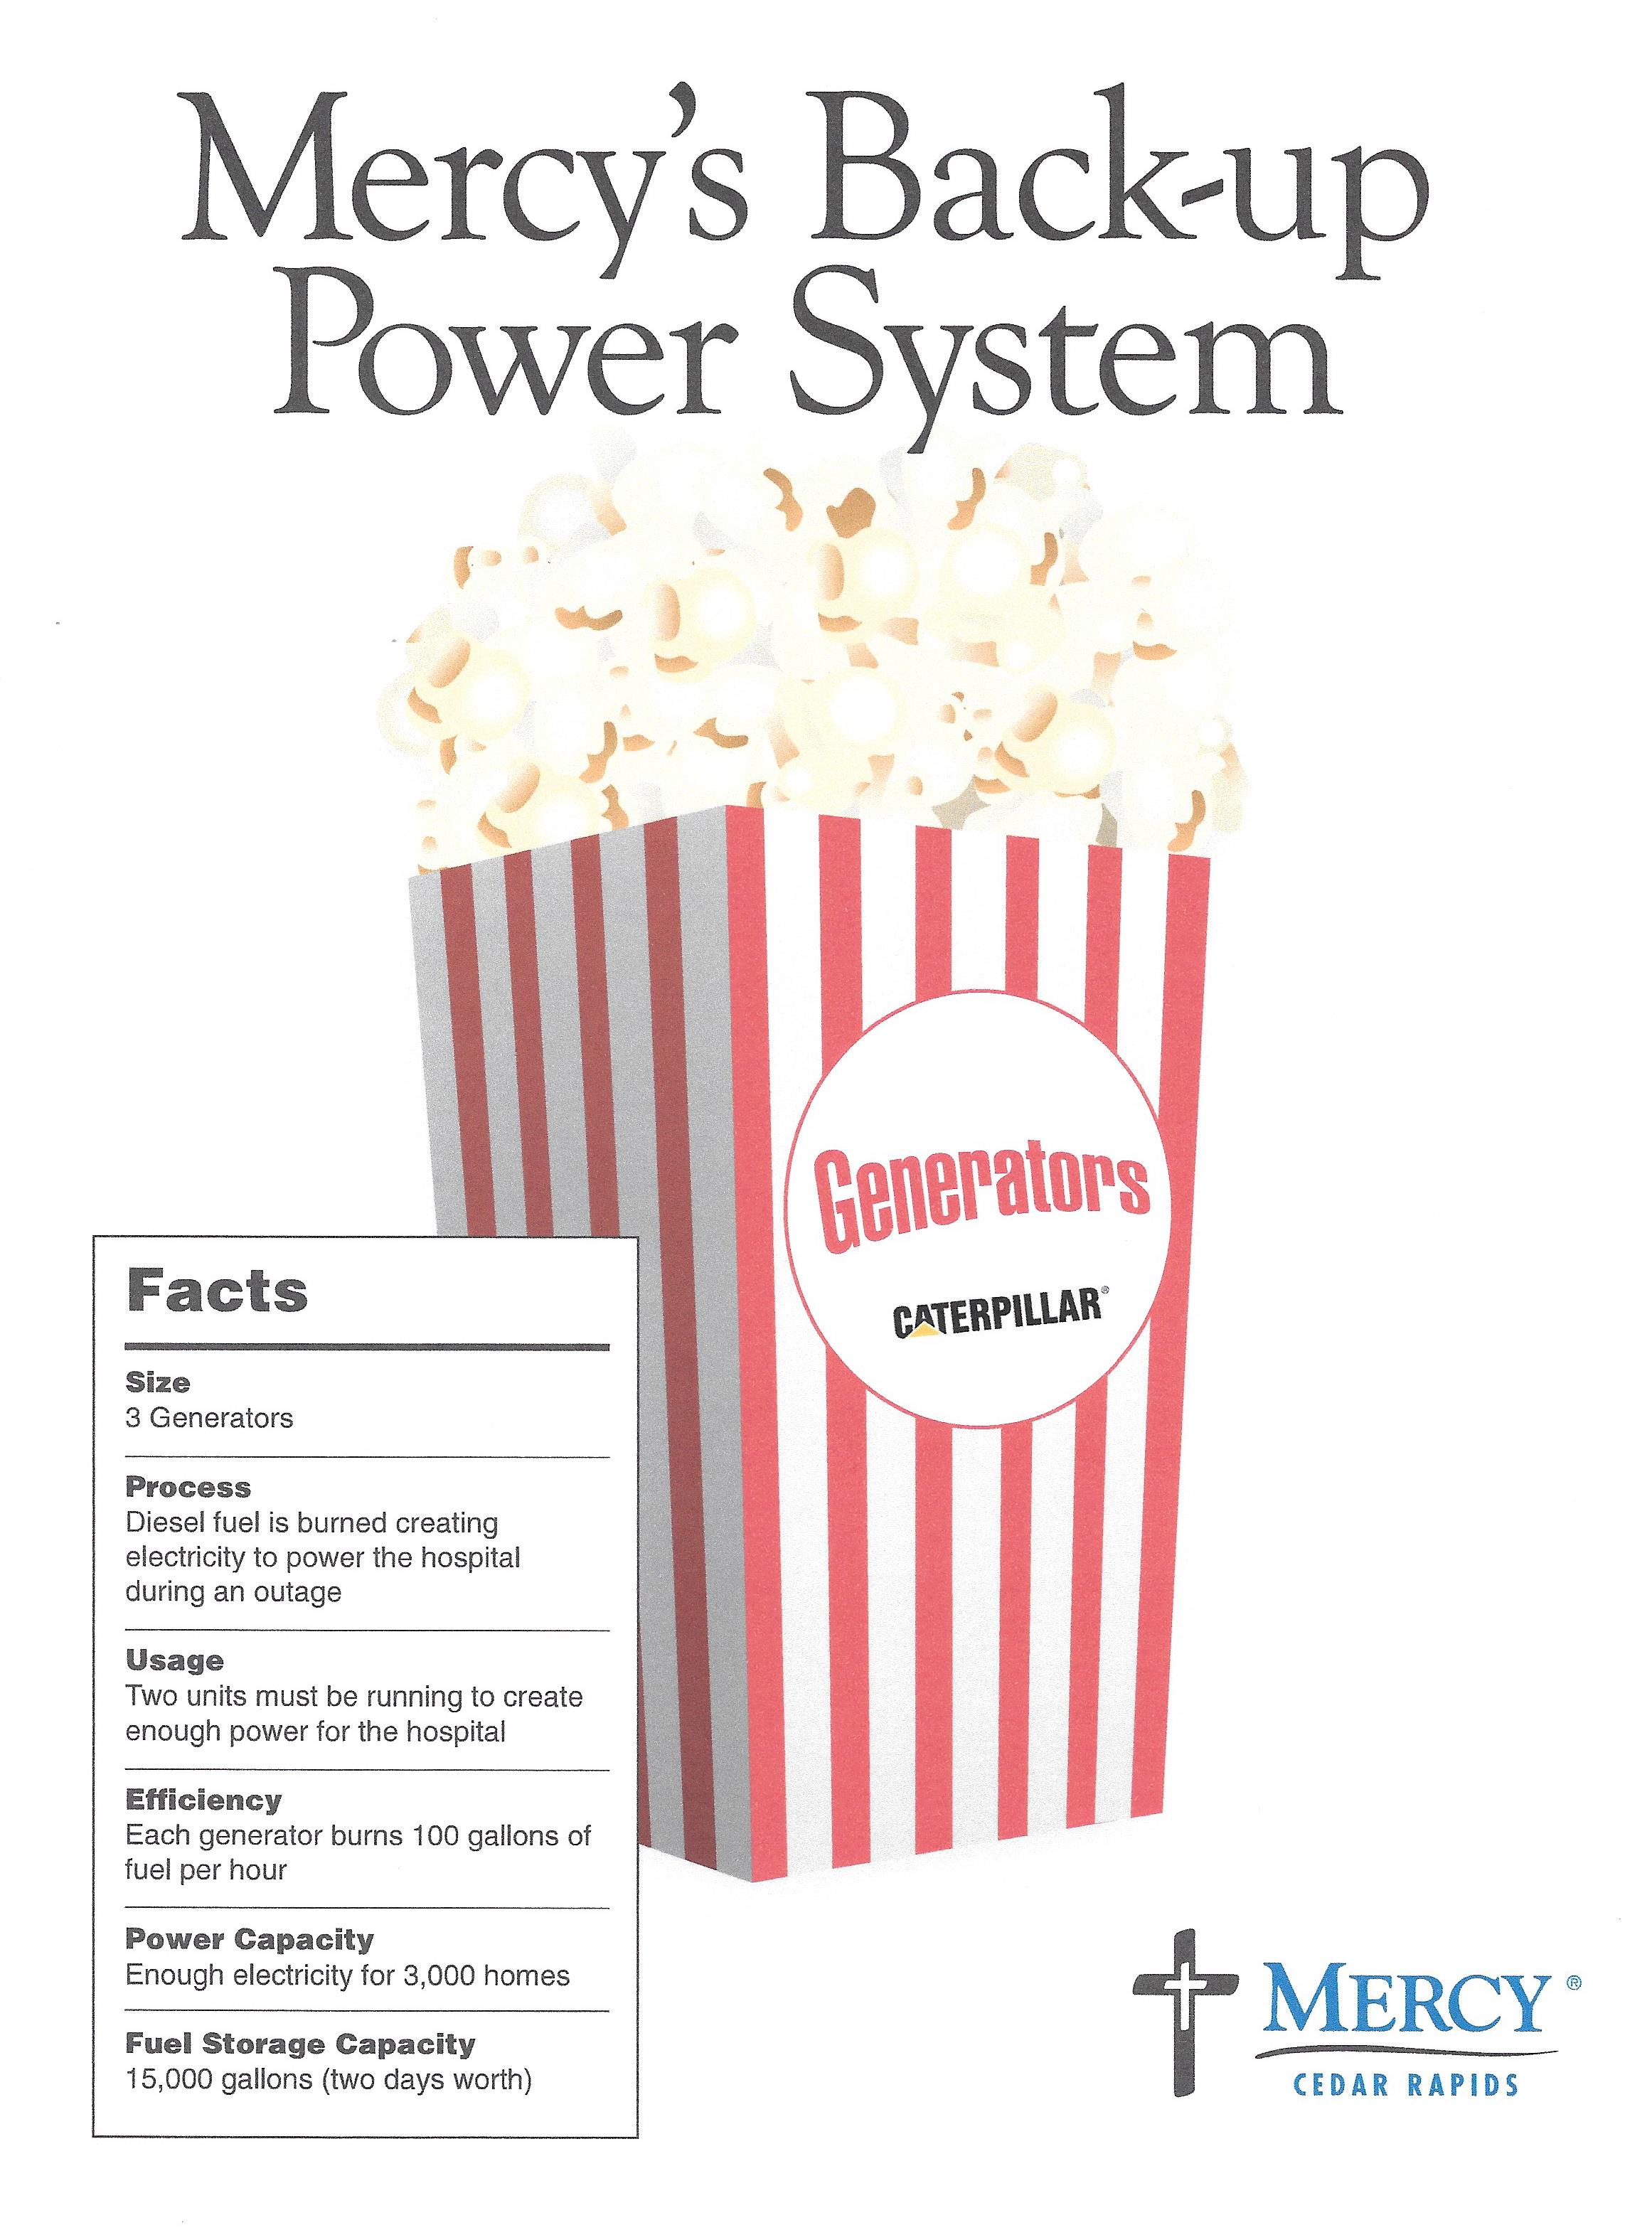 Mercy's Back-up
Power System
Generators
CATERPILLAR®
Facts
Size
3 Generators
Process
Diesel fuel is burned creating
electricity to power the hospital
during an outage
Usage
Two units must be running to create
enough power for the hospital
Efficiency
Each generator burns 100 gallons of
fuel per hour
Power Capacity
Enough electricity for 3,000 homes
Fuel Storage Capacity
15,000 gallons (two days worth)
MERCY®
CEDAR RAPIDS